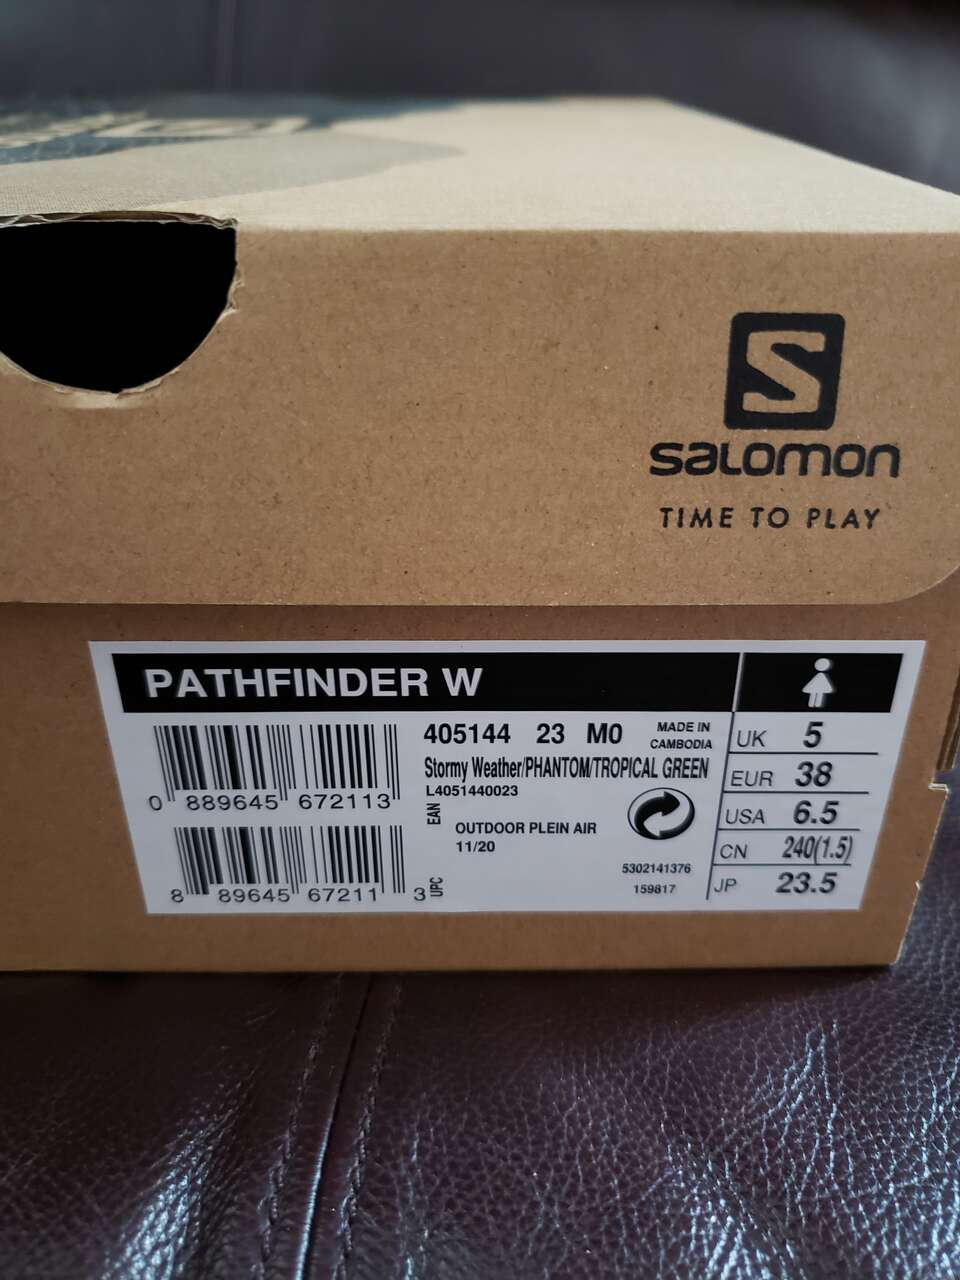 S
SALOMON
TIME TO PLAY
PATHFINDER W
405144 23 M0
MADE IN
CAMBODIA
Stormy Weather/PHANTOM/TROPICAL GREEN
L4051440023
OUTDOOR PLEIN AIR
11/20
5302141376
159817
EAN
0 889645 672113
UPC
8 89645 67211 3
UK 5
EUR 38
USA 6.5
CN 240(1.5)
JP 23.5